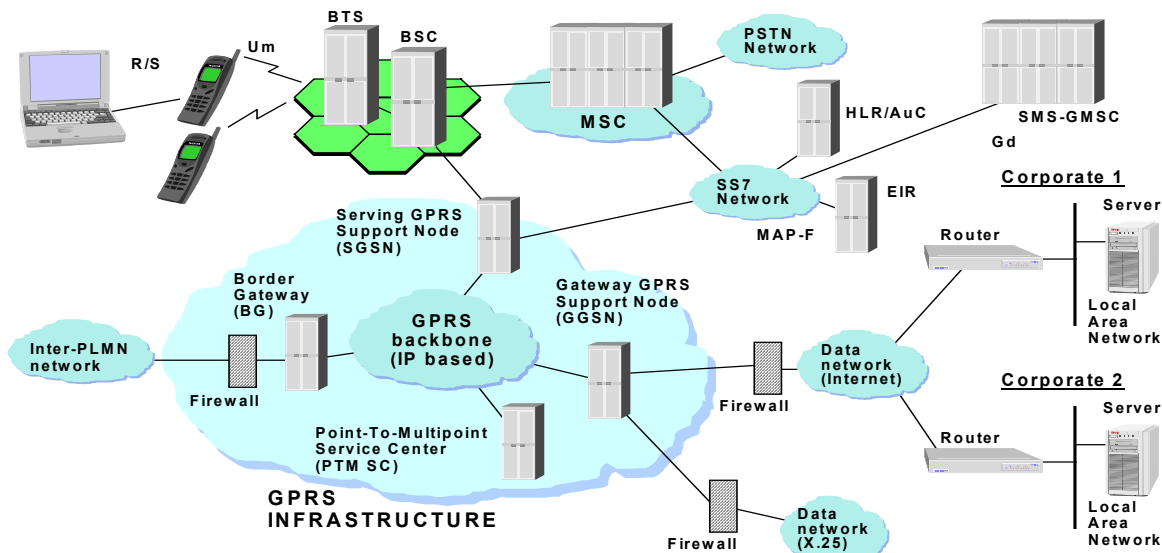 BTS
BSC
PSTN
Network
Um
R/S
MSC
HLR/AuC
SMS-GMSC
Gd
SS7
Network
EIR
MAP-F
Corporate 1
Server
Router
Local
Area
Network
Serving GPRS
Support Node
(SGSN)
Border
Gateway
(BG)
Gateway GPRS
Support Node
(GGSN)
GPRS
backbone
(IP based)
Inter-PLMN
network
Firewall
Data
network
(Internet)
Firewall
Corporate 2
Server
Router
Local
Area
Network
Point-To-Multipoint
Service Center
(PTM SC)
GPRS
INFRASTRUCTURE
Firewall
Data
network
(X.25)